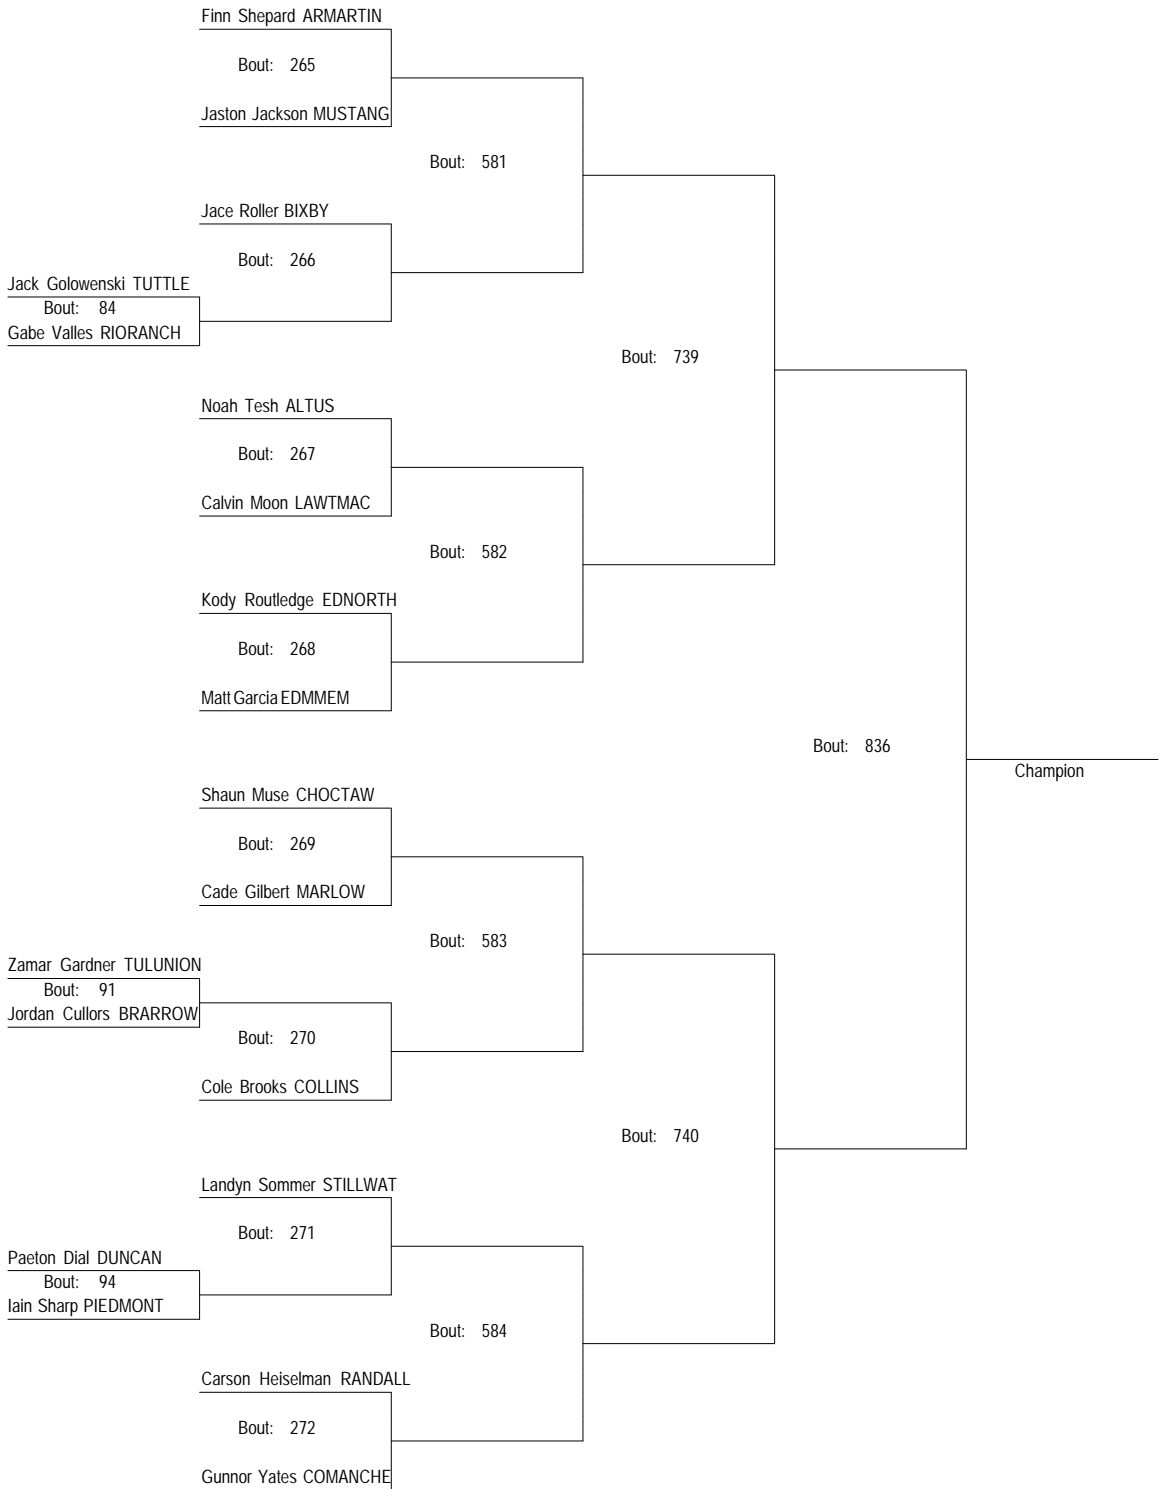 Finn Shepard ARMARTIN
Bout: 265
Jaston Jackson MUSTANG
Bout: 581
Jace Roller BIXBY
Bout: 266
Jack Golowenski TUTTLE
Bout: 84
Gabe Valles RIORANCH
Bout: 739
Noah Tesh ALTUS
Bout: 267
Calvin Moon LAWTMAC
Bout: 582
Kody Routledge EDNORTH
Bout: 268
Matt Garcia EDMMEM
Bout: 836
Champion
Shaun Muse CHOCTAW
Bout: 269
Cade Gilbert MARLOW
Bout: 583
Zamar Gardner TULUNION
Bout: 91
Jordan Cullors BRARROW
Bout: 270
Cole Brooks COLLINS
Bout: 740
Landyn Sommer STILLWAT
Bout: 271
Paeton Dial DUNCAN
Bout: 94
Iain Sharp PIEDMONT
Bout: 584
Carson Heiselman RANDALL
Bout: 272
Gunnor Yates COMANCHE